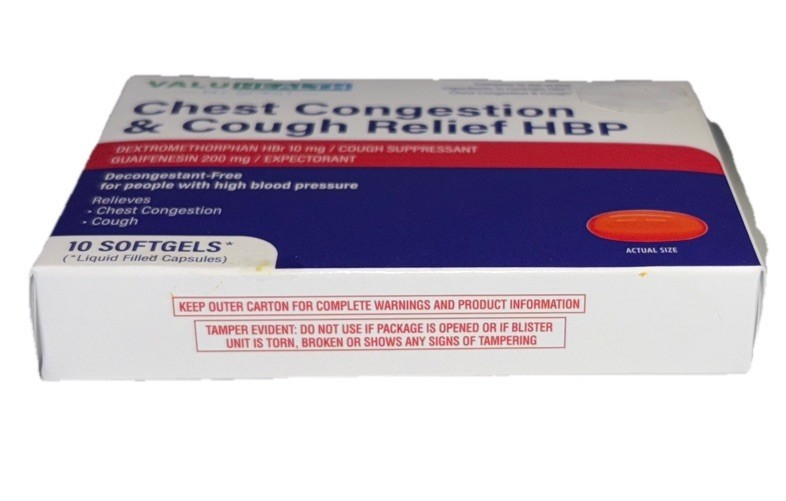 VALUHEALTH
Chest Congestion
& Cough Relief HBP
DEXTROMETHORPHAN HBr 10 mg / COUGH SUPPRESSANT
GUAIFENESIN 200 mg / EXPECTORANT
Decongestant-Free
for people with high blood pressure
Relieves
- Chest Congestion
- Cough
10 SOFTGELS*
(*Liquid Filled Capsules)
ACTUAL SIZE
KEEP OUTER CARTON FOR COMPLETE WARNINGS AND PRODUCT INFORMATION
TAMPER EVIDENT: DO NOT USE IF PACKAGE IS OPENED OR IF BLISTER
UNIT IS TORN, BROKEN OR SHOWS ANY SIGNS OF TAMPERING